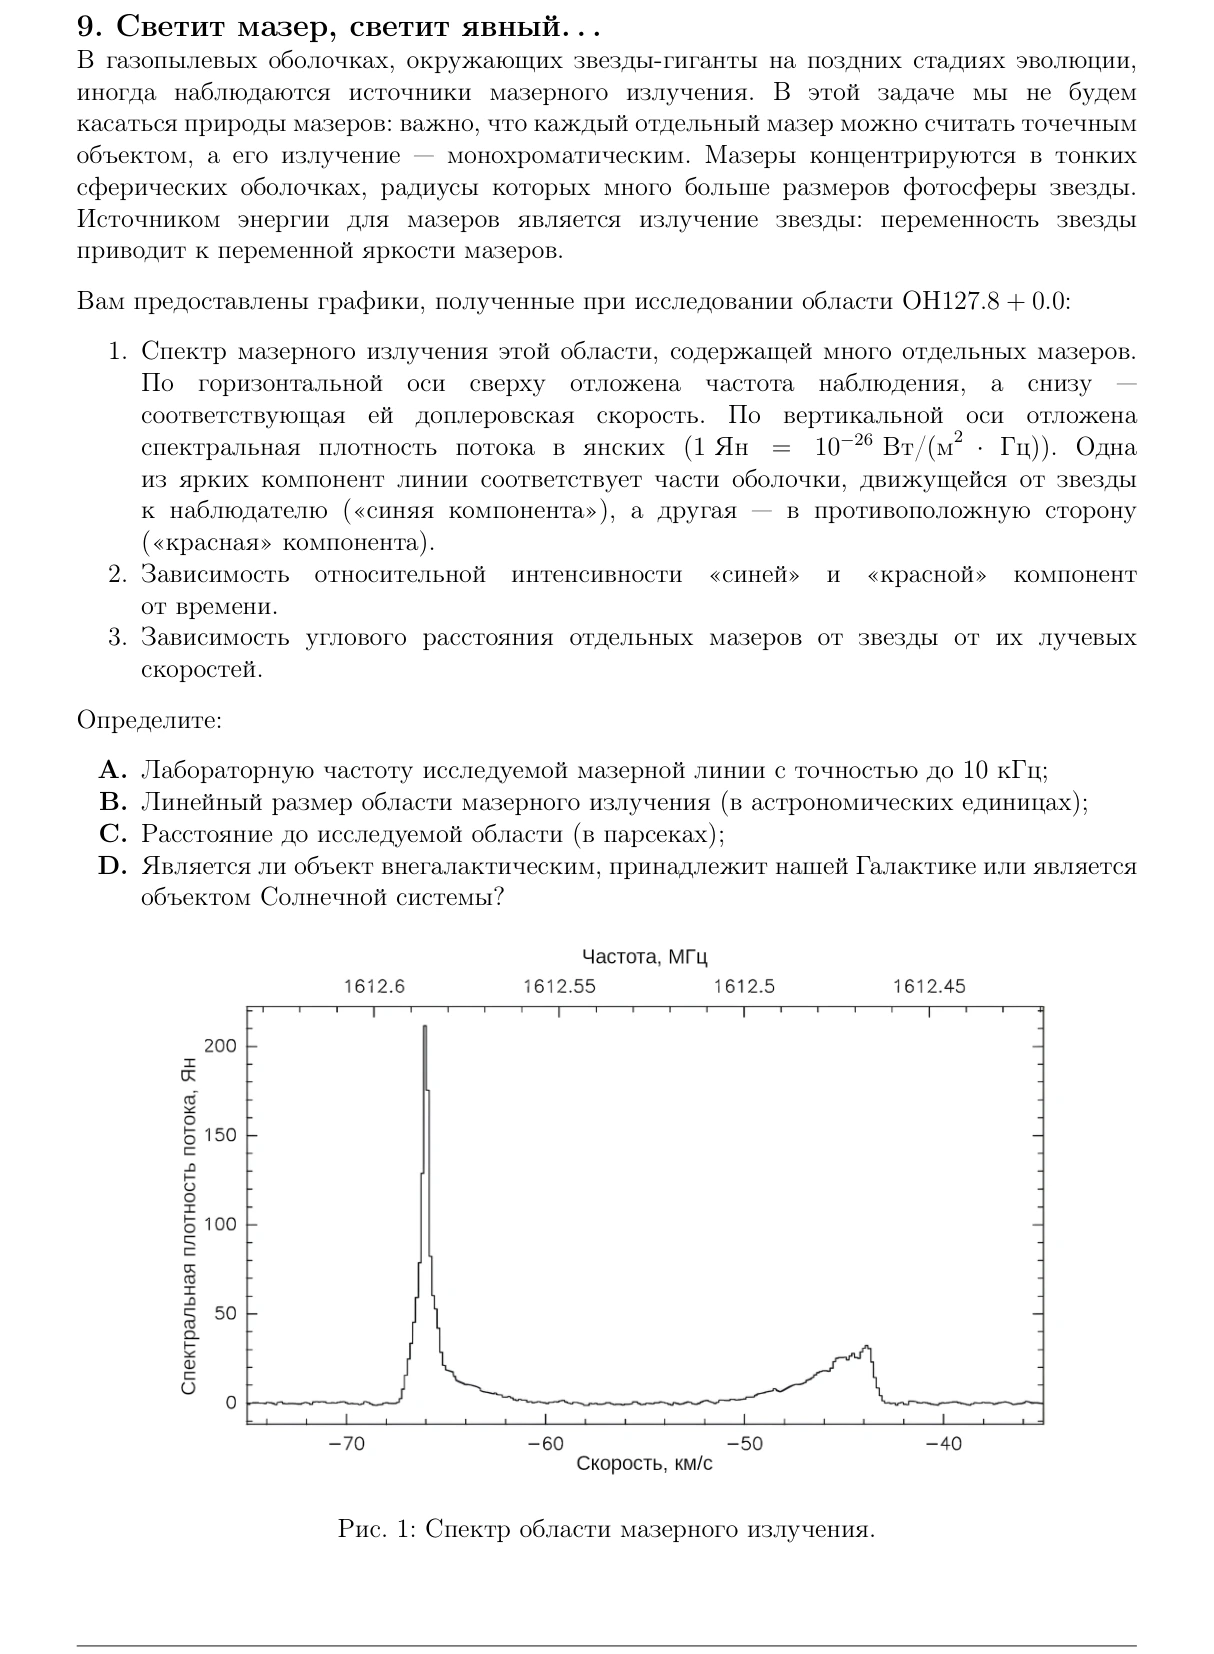 9. Светит мазер, светит явный...
В газопылевых оболочках, окружающих звезды-гиганты на поздних стадиях эволюции,
иногда наблюдаются источники мазерного излучения. В этой задаче мы не будем
касаться природы мазеров: важно, что каждый отдельный мазер можно считать точечным
объектом, а его излучение — монохроматическим. Мазеры концентрируются в тонких
сферических оболочках, радиусы которых много больше размеров фотосферы звезды.
Источником энергии для мазеров является излучение звезды: переменность звезды
приводит к переменной яркости мазеров.
Вам предоставлены графики, полученные при исследовании области OH127.8 + 0.0:
1. Спектр мазерного излучения этой области, содержащей много отдельных мазеров.
По горизонтальной оси сверху отложена частота наблюдения, а снизу —
соответствующая ей доплеровская скорость. По вертикальной оси отложена
спектральная плотность потока в янских (1 Ян = 10⁻²⁶ Вт/(м² · Гц)). Одна
из ярких компонент линии соответствует части оболочки, движущейся от звезды
к наблюдателю («синяя компонента»), а другая — в противоположную сторону
(«красная» компонента).
2. Зависимость относительной интенсивности «синей» и «красной» компонент
от времени.
3. Зависимость углового расстояния отдельных мазеров от звезды от их лучевых
скоростей.
Определите:
A. Лабораторную частоту исследуемой мазерной линии с точностью до 10 кГц;
B. Линейный размер области мазерного излучения (в астрономических единицах);
C. Расстояние до исследуемой области (в парсеках);
D. Является ли объект внегалактическим, принадлежит нашей Галактике или является
объектом Солнечной системы?
Частота, МГц
1612.6 1612.55 1612.5 1612.45
Спектральная плотность потока, Ян
200
150
100
50
0
−70 −60 −50 −40
Скорость, км/с
Рис. 1: Спектр области мазерного излучения.